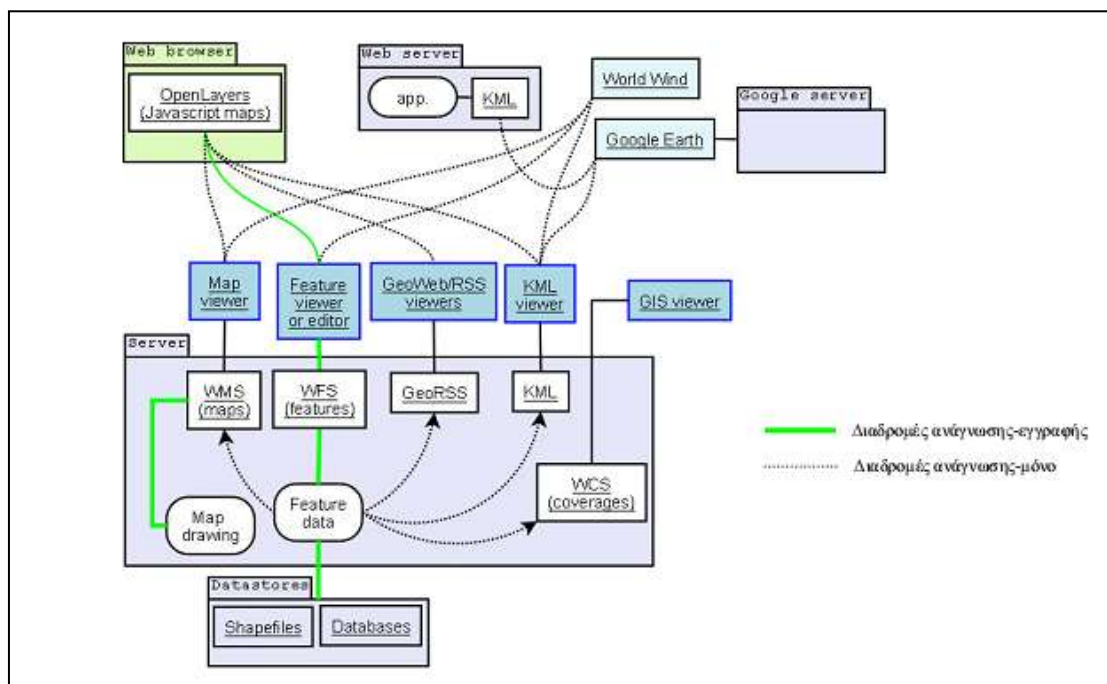 Web browser
OpenLayers
(Javascript maps)
Web server
app.
KML
World Wind
Google Earth
Google server
Map
viewer
Feature
viewer
or editor
GeoWeb/RSS
viewers
KML
viewer
GIS viewer
Server
WMS
(maps)
WFS
(features)
GeoRSS
KML
WCS
(coverages)
Map
drawing
Feature
data
Datastores
Shapefiles
Databases
Διαδρομές ανάγνωσης-εγγραφής
Διαδρομές ανάγνωσης-μόνο